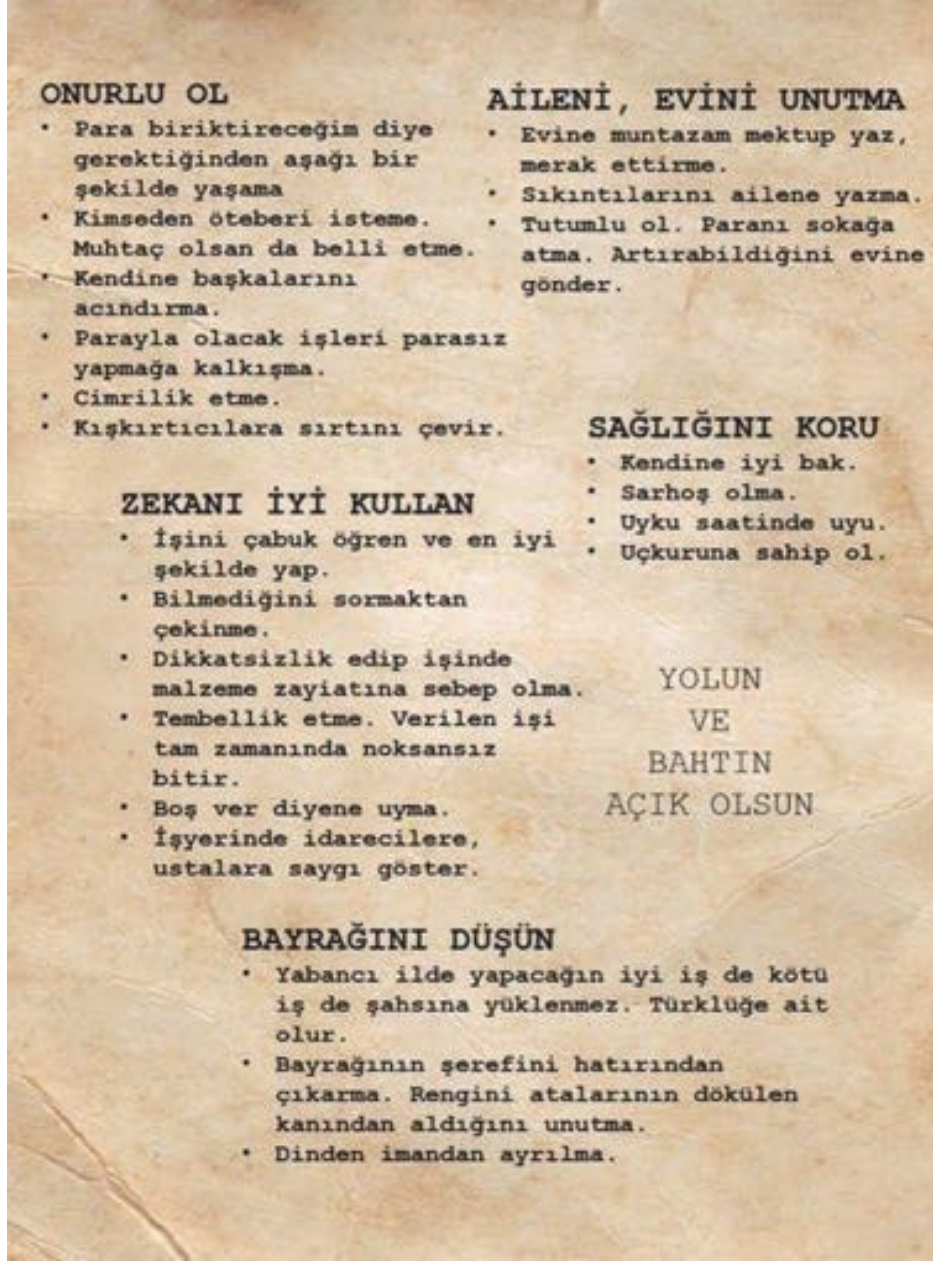 ONURLU OL
• Para biriktireceğim diye
gerektiğinden aşağı bir
şekilde yaşama
• Kimseden öteberi isteme.
Muhtaç olsan da belli etme.
• Kendine başkalarını
acındırma.
• Parayla olacak işleri parasız
yapmağa kalkışma.
• Cimrilik etme.
• Kışkırtıcılara sırtını çevir.
AİLENİ, EVİNİ UNUTMA
• Evine muntazam mektup yaz,
merak ettirme.
• Sıkıntılarını ailene yazma.
• Tutumlu ol. Paranı sokağa
atma. Artırabildiğini evine
gönder.
SAĞLIĞINI KORU
• Kendine iyi bak.
• Sarhoş olma.
• Uyku saatinde uyu.
• Uçkuruna sahip ol.
ZEKANI İYİ KULLAN
• İşini çabuk öğren ve en iyi
şekilde yap.
• Bilmediğini sormaktan
çekinme.
• Dikkatsizlik edip işinde
malzeme zayiatına sebep olma.
• Tembellik etme. Verilen işi
tam zamanında noksansız
bitir.
• Boş ver diyene uyma.
• İşyerinde idarecilere,
ustalara saygı göster.
YOLUN
VE
BAHTIN
AÇIK OLSUN
BAYRAĞINI DÜŞÜN
• Yabancı ilde yapacağın iyi iş de kötü
iş de şahsına yüklenmez. Türklüğe ait
olur.
• Bayrağının şerefini hatırından
çıkarma. Rengini atalarının dökülen
kanından aldığını unutma.
• Dinden imandan ayrılma.